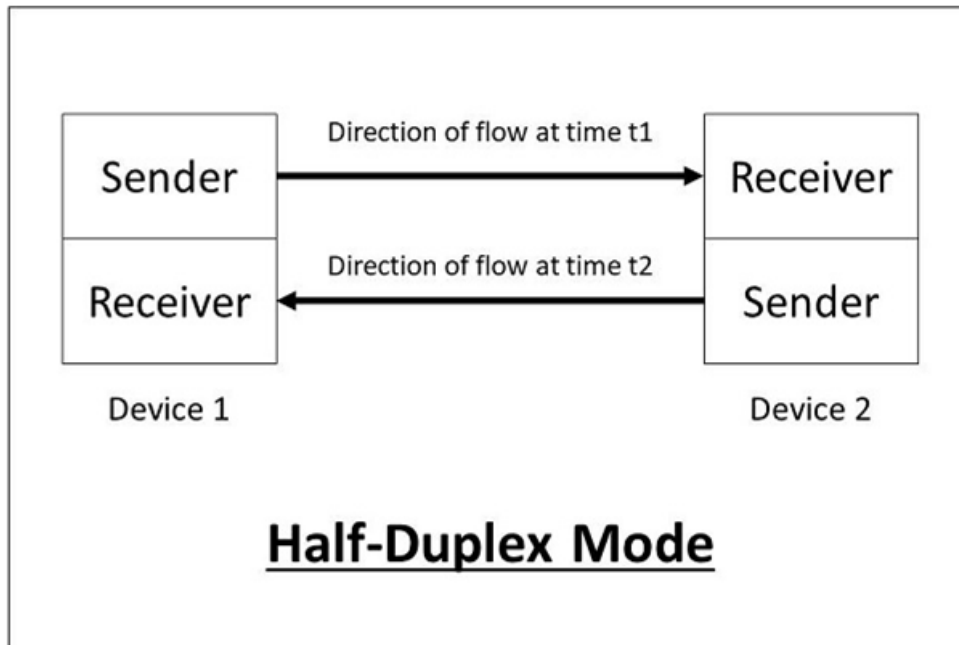 Direction of flow at time t1
Sender
Receiver
Direction of flow at time t2
Receiver
Sender
Device 1
Device 2
Half-Duplex Mode